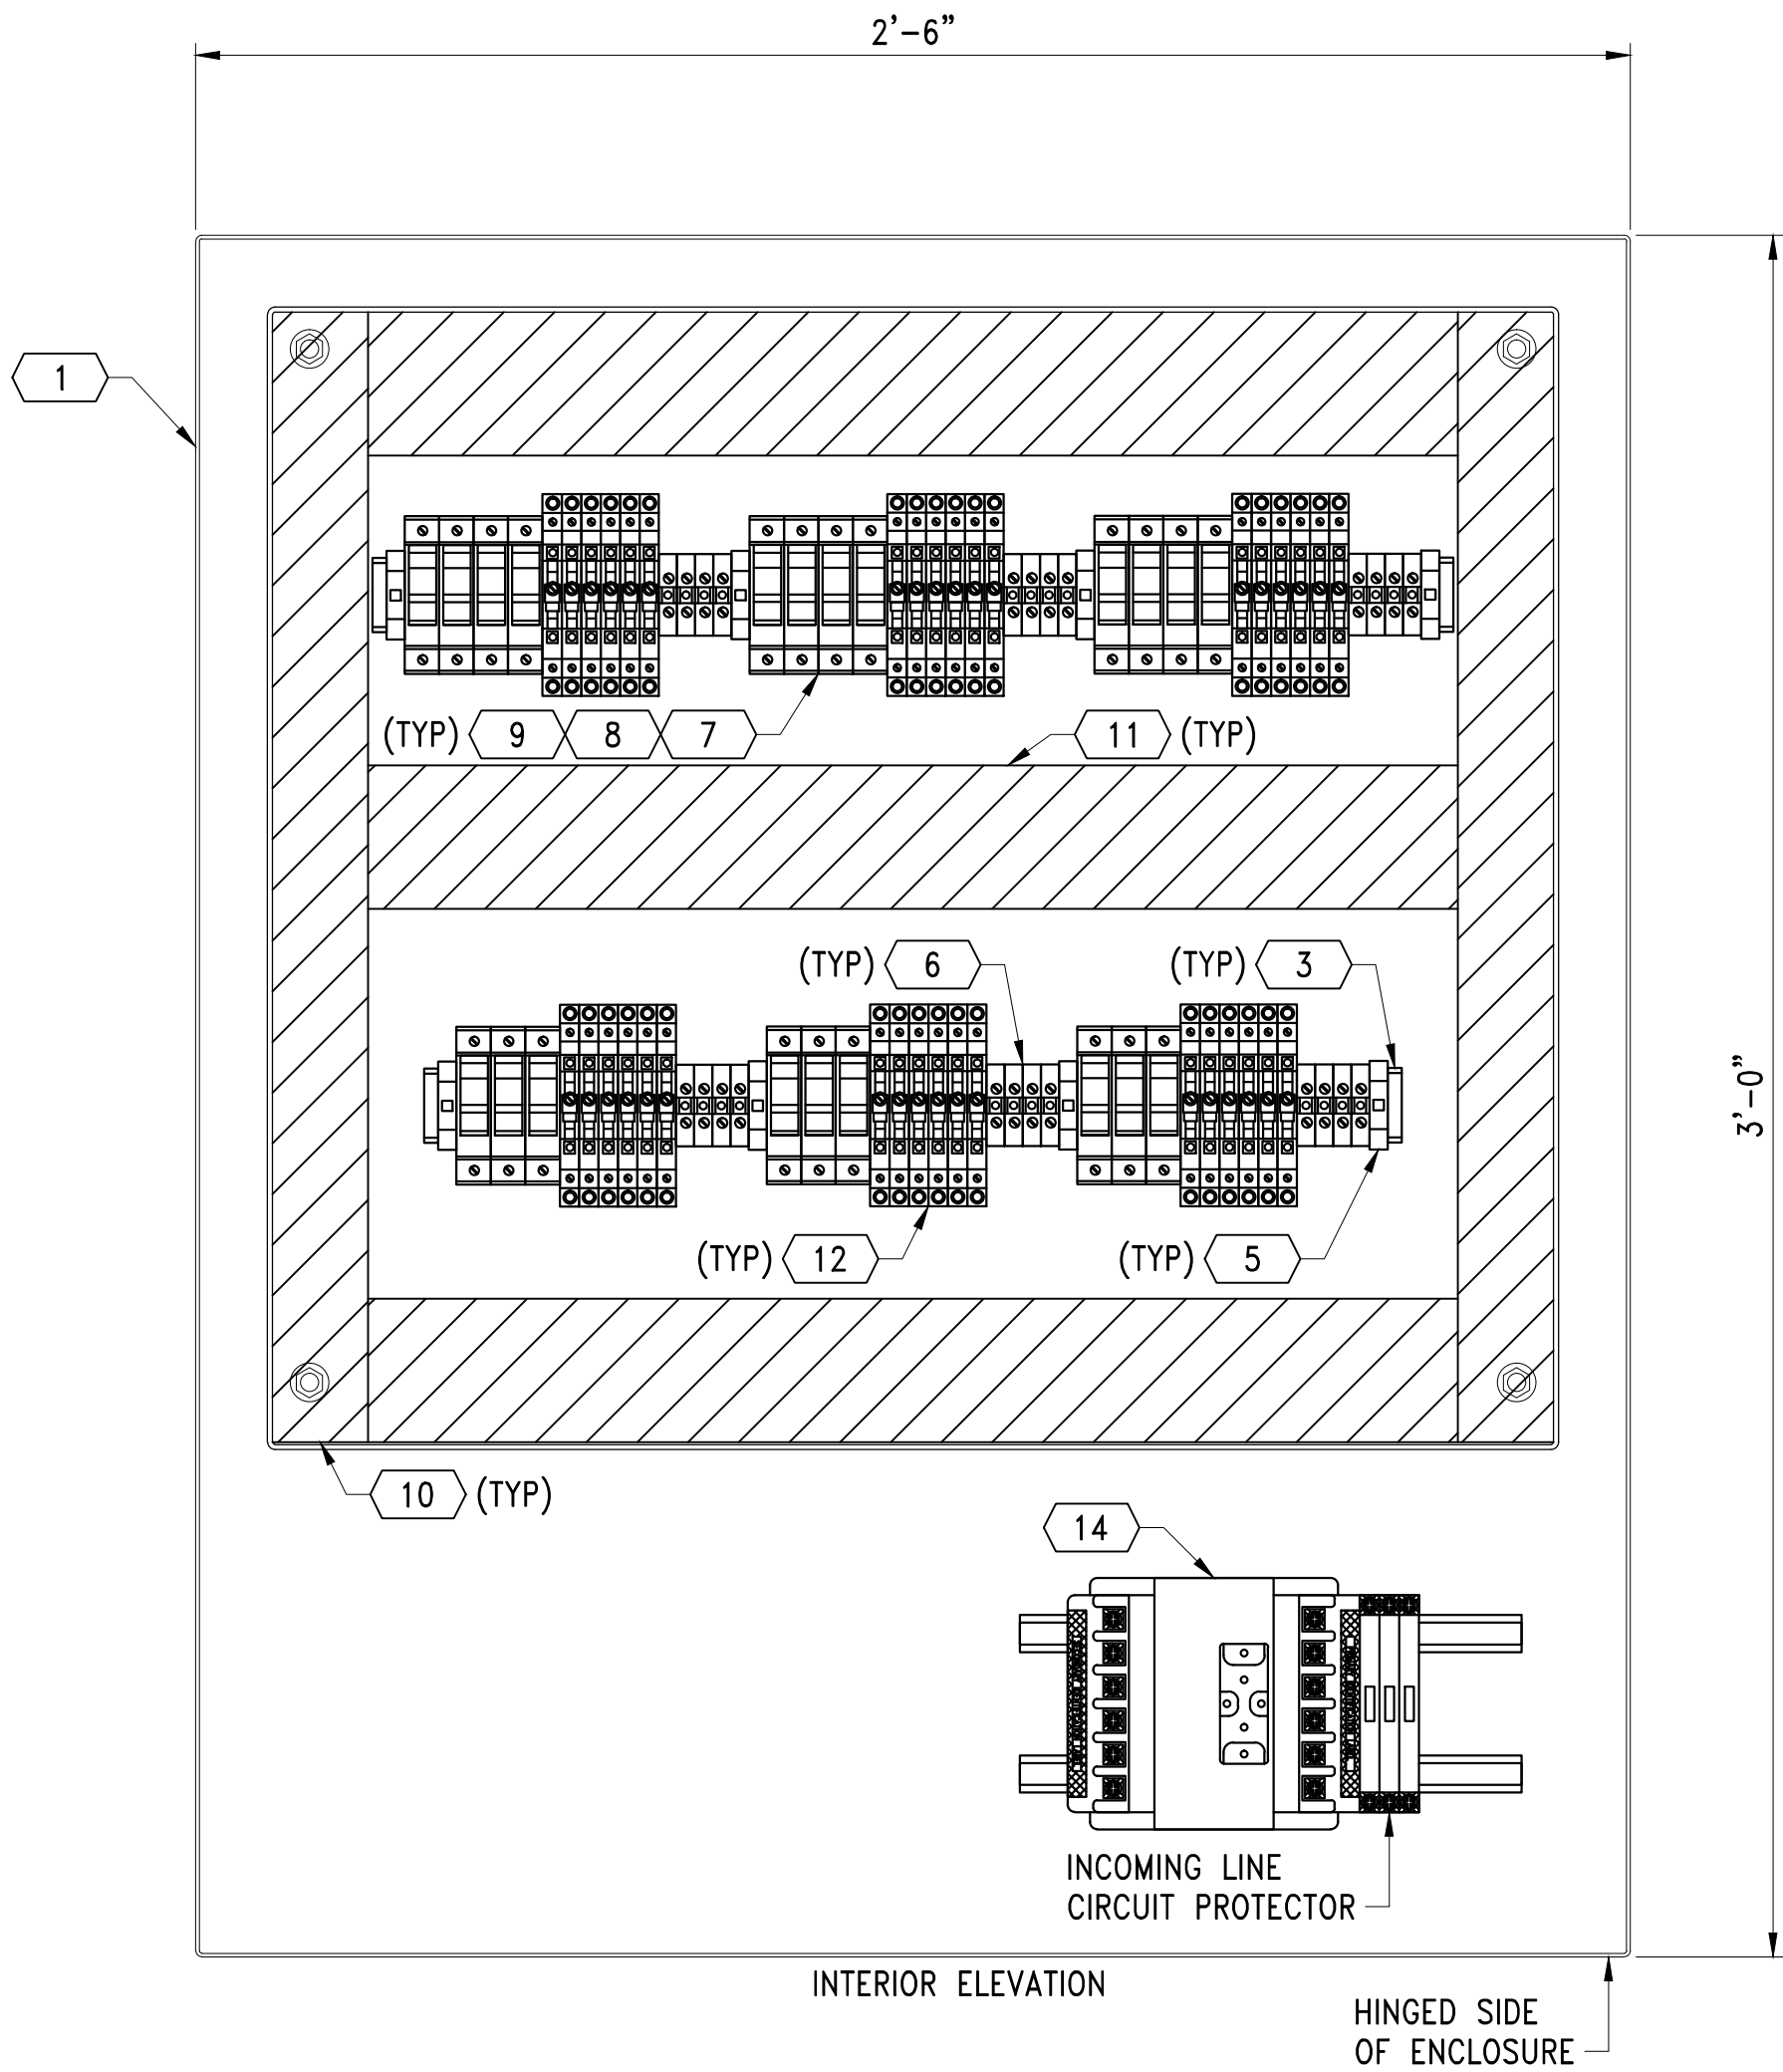 2'-6"
1
(TYP) 9 8 7
11 (TYP)
(TYP) 6
(TYP) 3
3'-0"
(TYP) 12
(TYP) 5
10 (TYP)
14
INCOMING LINE
CIRCUIT PROTECTOR
INTERIOR ELEVATION
HINGED SIDE
OF ENCLOSURE